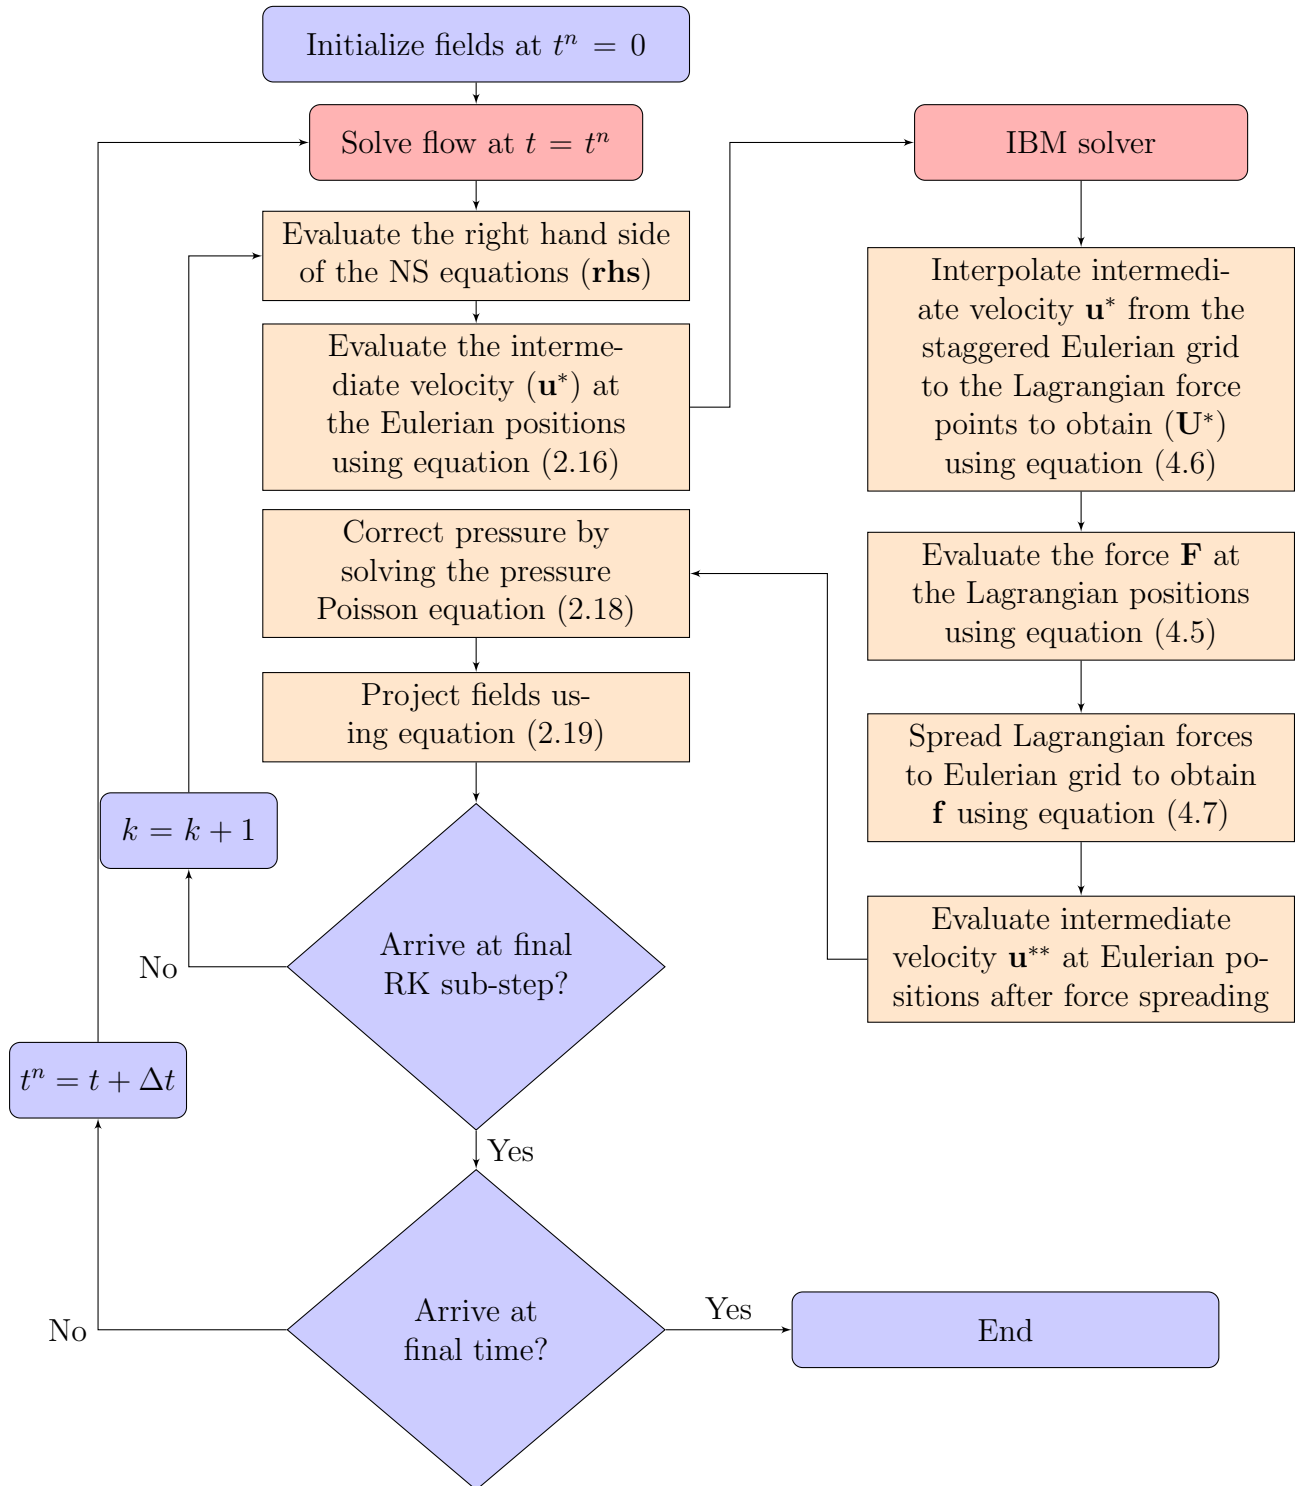 Initialize fields at tⁿ = 0
Solve flow at t = tⁿ
Evaluate the right hand side
of the NS equations (rhs)
Evaluate the interme-
diate velocity (u*) at
the Eulerian positions
using equation (2.16)
IBM solver
Interpolate intermedi-
ate velocity u* from the
staggered Eulerian grid
to the Lagrangian force
points to obtain (U*)
using equation (4.6)
Evaluate the force F at
the Lagrangian positions
using equation (4.5)
Spread Lagrangian forces
to Eulerian grid to obtain
f using equation (4.7)
Evaluate intermediate
velocity u** at Eulerian po-
sitions after force spreading
Correct pressure by
solving the pressure
Poisson equation (2.18)
Project fields us-
ing equation (2.19)
Arrive at final
RK sub-step?
No
k = k + 1
Yes
Arrive at
final time?
No
tⁿ = t + Δt
Yes
End